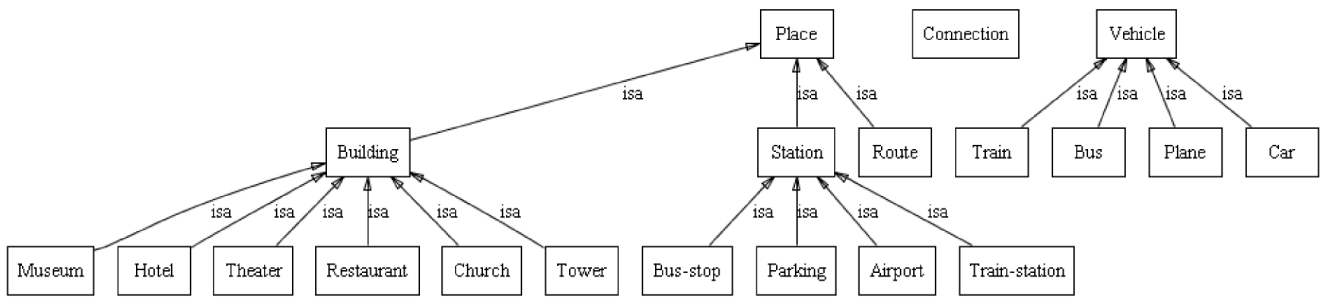 Place
Connection
Vehicle
isa
isa
isa
isa
isa
isa
isa
Building
Station
Route
Train
Bus
Plane
Car
isa
isa
isa
isa
isa
isa
isa
isa
isa
isa
Museum
Hotel
Theater
Restaurant
Church
Tower
Bus-stop
Parking
Airport
Train-station